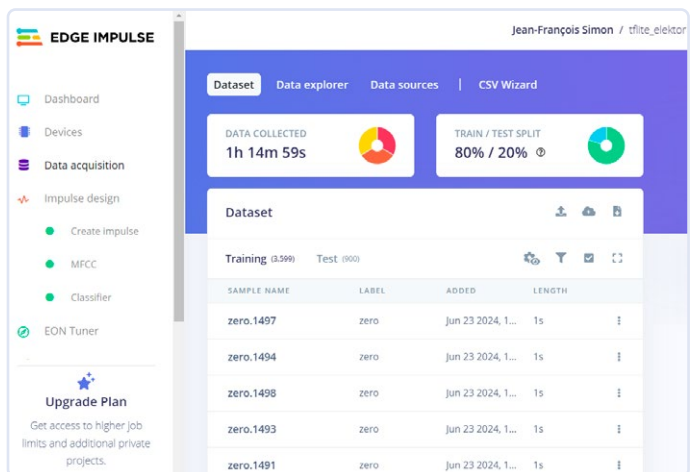 EDGE IMPULSE
Jean-François Simon / tflite_elektor
Dashboard
Devices
Data acquisition
Impulse design
Create impulse
MFCC
Classifier
EON Tuner
Upgrade Plan
Get access to higher job
limits and additional private
projects.
Dataset Data explorer Data sources | CSV Wizard
DATA COLLECTED
1h 14m 59s
TRAIN / TEST SPLIT
80% / 20%
Dataset
Training (3,599) Test (900)
SAMPLE NAME LABEL ADDED LENGTH
zero.1497 zero Jun 23 2024, 1... 1s
zero.1494 zero Jun 23 2024, 1... 1s
zero.1498 zero Jun 23 2024, 1... 1s
zero.1493 zero Jun 23 2024, 1... 1s
zero.1491 zero Jun 23 2024, 1... 1s